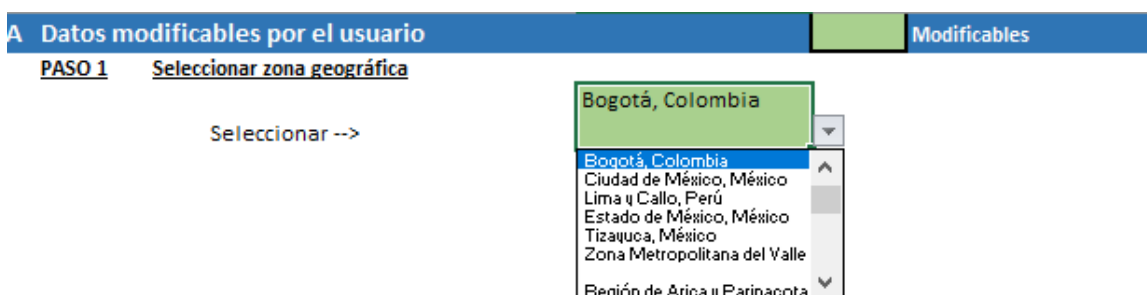 A Datos modificables por el usuario Modificables
PASO 1 Seleccionar zona geográfica
Bogotá, Colombia
Seleccionar -->
Bogotá, Colombia
Ciudad de México, México
Lima y Callo, Perú
Estado de México, México
Tizayuca, México
Zona Metropolitana del Valle
Región de Arica y Parinacota